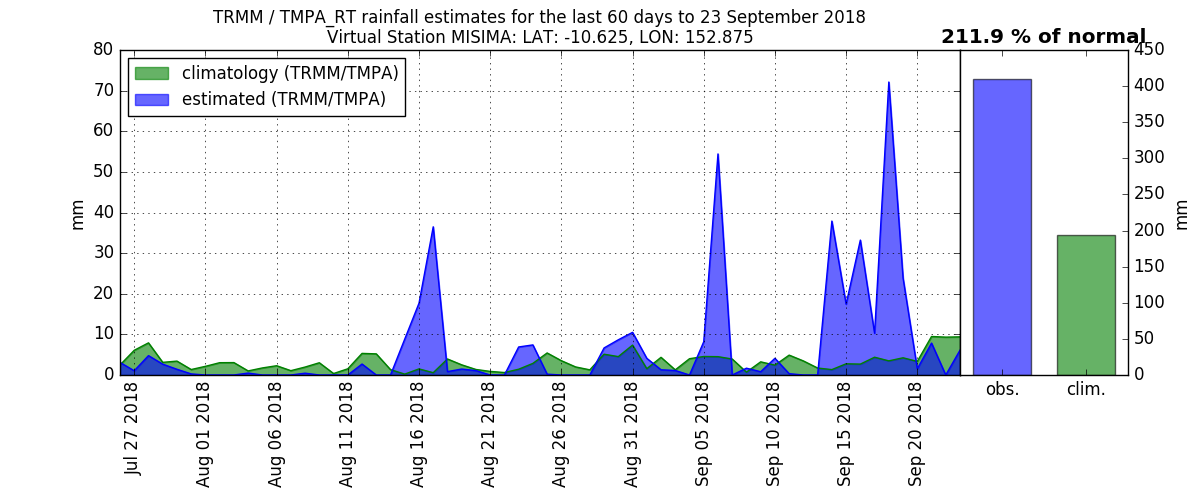 TRMM / TMPA_RT rainfall estimates for the last 60 days to 23 September 2018
Virtual Station MISIMA: LAT: -10.625, LON: 152.875
211.9 % of normal
climatology (TRMM/TMPA)
estimated (TRMM/TMPA)
mm
80
70
60
50
40
30
20
10
0
Jul 27 2018
Aug 01 2018
Aug 06 2018
Aug 11 2018
Aug 16 2018
Aug 21 2018
Aug 26 2018
Aug 31 2018
Sep 05 2018
Sep 10 2018
Sep 15 2018
Sep 20 2018
obs.
clim.
450
400
350
300
250
200
150
100
50
0
mm